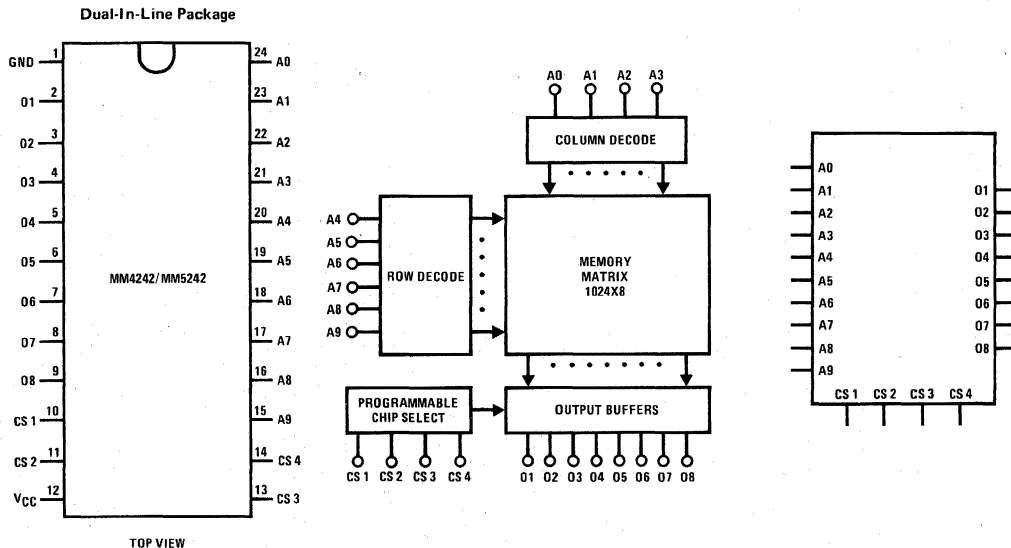 Dual-In-Line Package
GND 1 24 A0
O1 2 23 A1
O2 3 22 A2
O3 4 21 A3
O4 5 20 A4
O5 6 19 A5
MM4242/MM5242
O6 7 18 A6
O7 8 17 A7
O8 9 16 A8
CS 1 10 15 A9
CS 2 11 14 CS 4
VCC 12 13 CS 3
TOP VIEW
A0 A1 A2 A3
COLUMN DECODE
A4
A5
A6
A7
A8
A9
ROW DECODE
MEMORY
MATRIX
1024X8
PROGRAMMABLE
CHIP SELECT
OUTPUT BUFFERS
CS 1 CS 2 CS 3 CS 4
O1 O2 O3 O4 O5 O6 O7 O8
A0
A1 O1
A2 O2
A3 O3
A4 O4
A5 O5
A6 O6
A7 O7
A8 O8
A9
CS 1 CS 2 CS 3 CS 4